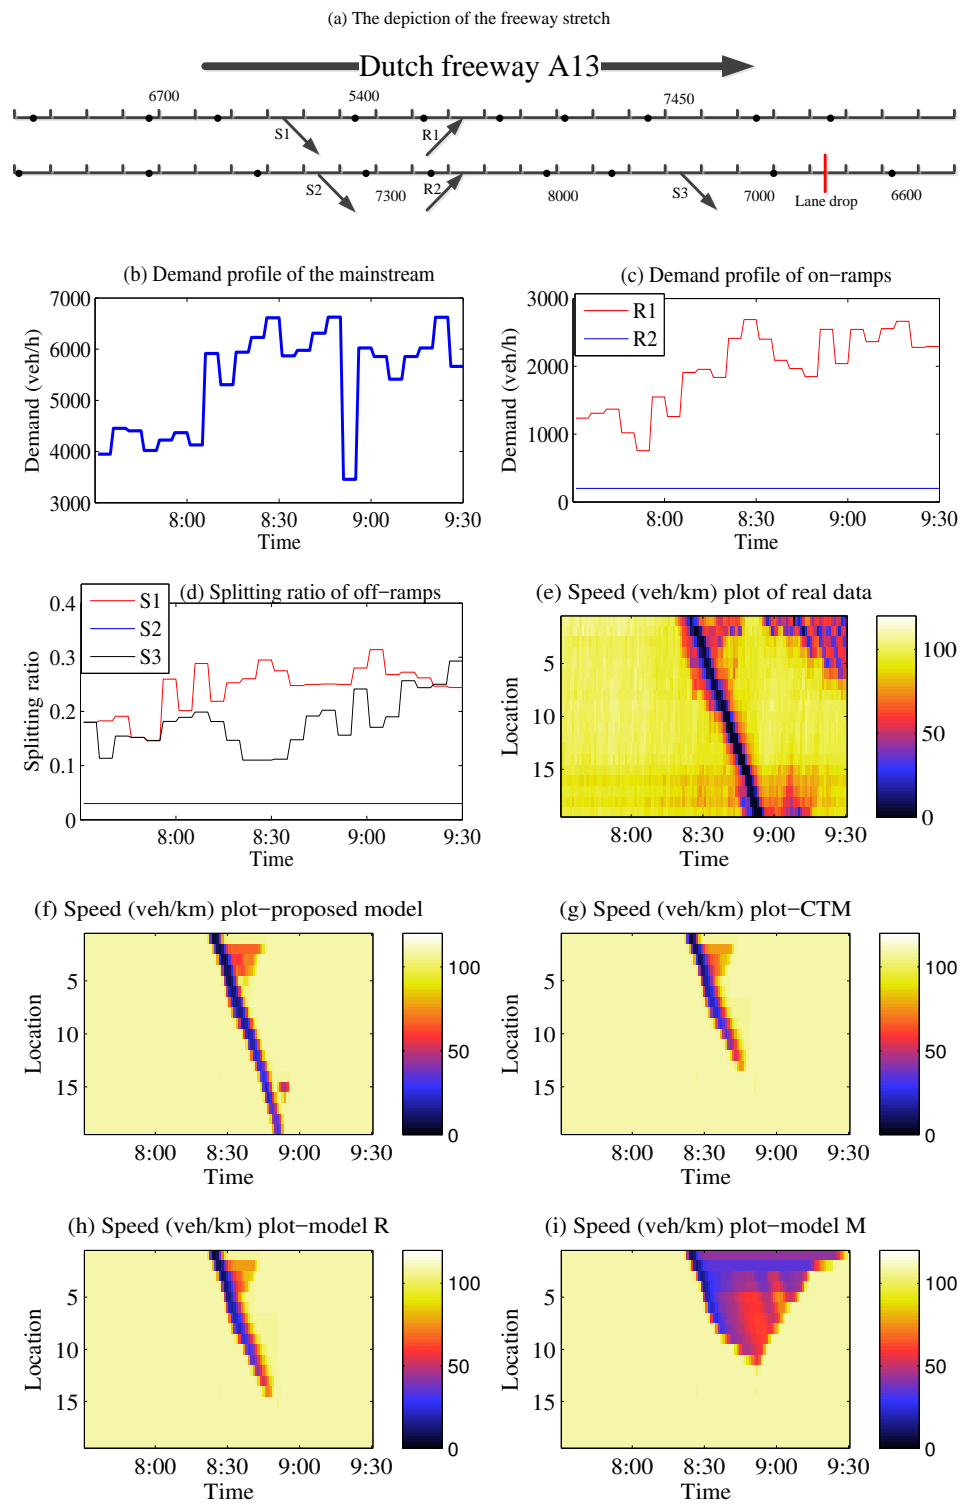 (a) The depiction of the freeway stretch
Dutch freeway A13
6700 5400 7450
S1 R1
S2 7300 R2 8000 S3 7000 Lane drop 6600
(b) Demand profile of the mainstream
7000
6000
5000
4000
3000
Demand (veh/h)
8:00 8:30 9:00 9:30
Time
(c) Demand profile of on−ramps
3000
2000
1000
0
Demand (veh/h)
R1
R2
8:00 8:30 9:00 9:30
Time
(d) Splitting ratio of off−ramps
0.4
0.3
0.2
0.1
0
Splitting ratio
S1
S2
S3
8:00 8:30 9:00 9:30
Time
(e) Speed (veh/km) plot of real data
5
10
15
Location
8:00 8:30 9:00 9:30
Time
100
50
0
(f) Speed (veh/km) plot−proposed model
5
10
15
Location
8:00 8:30 9:00 9:30
Time
100
50
0
(g) Speed (veh/km) plot−CTM
5
10
15
Location
8:00 8:30 9:00 9:30
Time
100
50
0
(h) Speed (veh/km) plot−model R
5
10
15
Location
8:00 8:30 9:00 9:30
Time
100
50
0
(i) Speed (veh/km) plot−model M
5
10
15
Location
8:00 8:30 9:00 9:30
Time
100
50
0